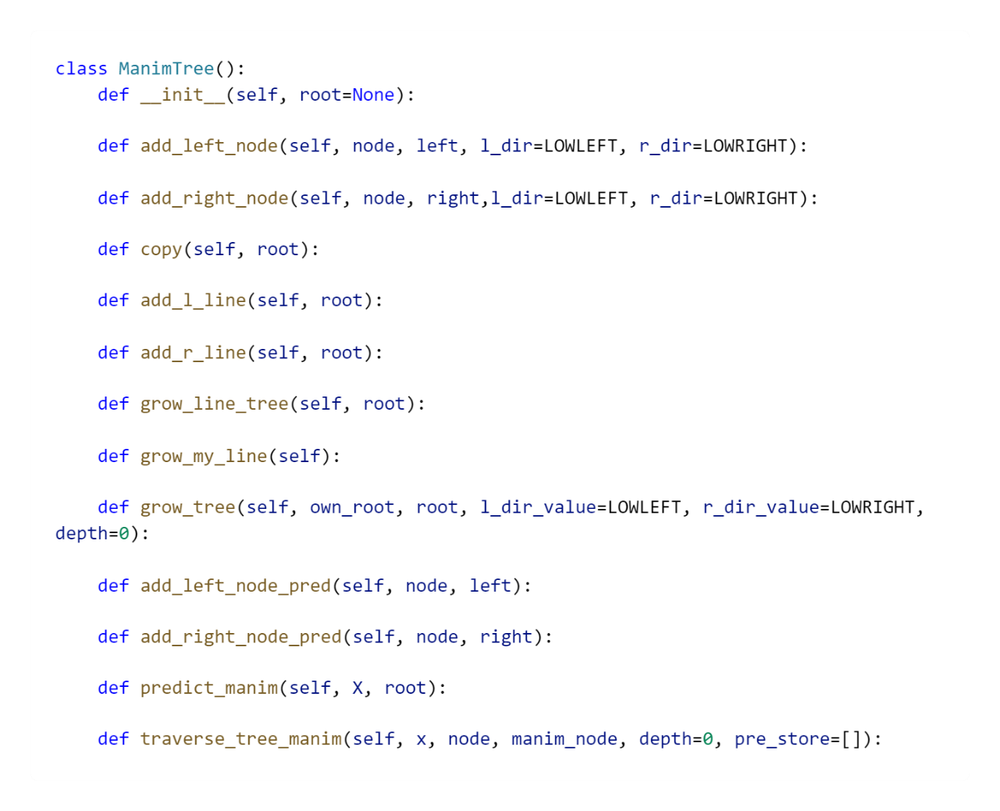 class ManimTree():
    def __init__(self, root=None):
    def add_left_node(self, node, left, l_dir=LOWLEFT, r_dir=LOWRIGHT):
    def add_right_node(self, node, right,l_dir=LOWLEFT, r_dir=LOWRIGHT):
    def copy(self, root):
    def add_l_line(self, root):
    def add_r_line(self, root):
    def grow_line_tree(self, root):
    def grow_my_line(self):
    def grow_tree(self, own_root, root, l_dir_value=LOWLEFT, r_dir_value=LOWRIGHT,
depth=0):
    def add_left_node_pred(self, node, left):
    def add_right_node_pred(self, node, right):
    def predict_manim(self, X, root):
    def traverse_tree_manim(self, x, node, manim_node, depth=0, pre_store=[]):